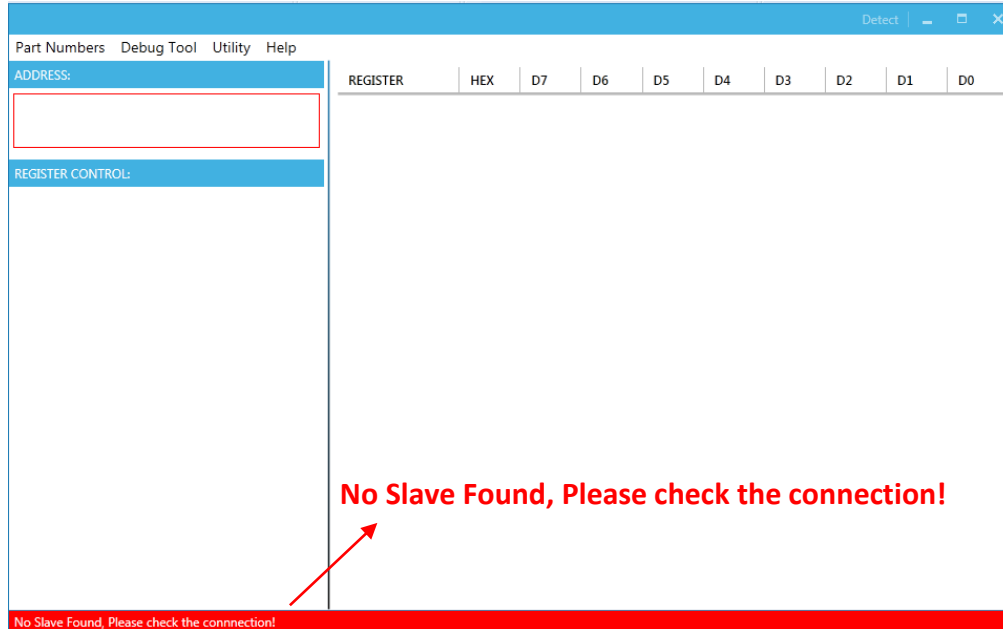 Detect
Part Numbers Debug Tool Utility Help
ADDRESS:
REGISTER HEX D7 D6 D5 D4 D3 D2 D1 D0
REGISTER CONTROL:
No Slave Found, Please check the connection!
No Slave Found, Please check the connnection!